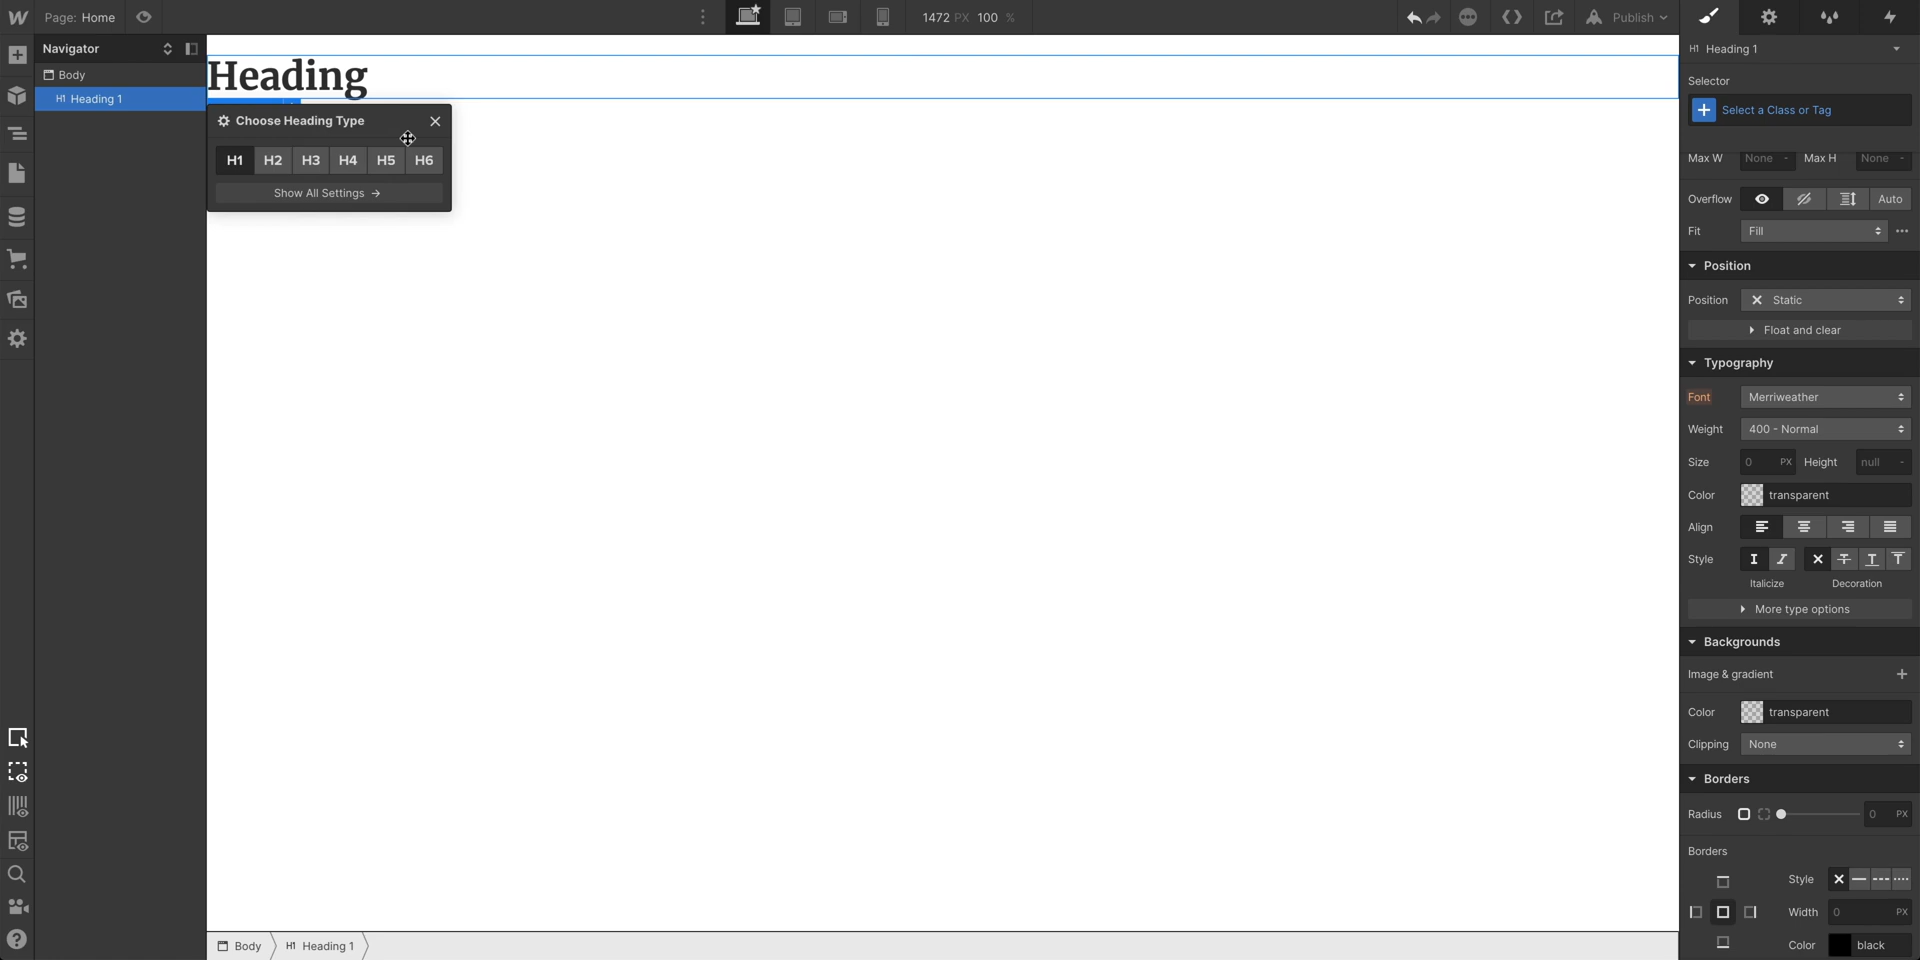 Page: Home
1472 PX 100 %
Publish
Navigator
Body
H1 Heading 1
Heading
Choose Heading Type
H1 H2 H3 H4 H5 H6
Show All Settings
Body
H1 Heading 1
H1 Heading 1
Selector
Select a Class or Tag
Max W None - Max H None -
Overflow Auto
Fit Fill
Position
Position Static
Float and clear
Typography
Font Merriweather
Weight 400 - Normal
Size 0 PX Height null -
Color transparent
Align
Style
Italicize Decoration
More type options
Backgrounds
Image & gradient
Color transparent
Clipping None
Borders
Radius 0 PX
Borders
Style
Width 0 PX
Color black